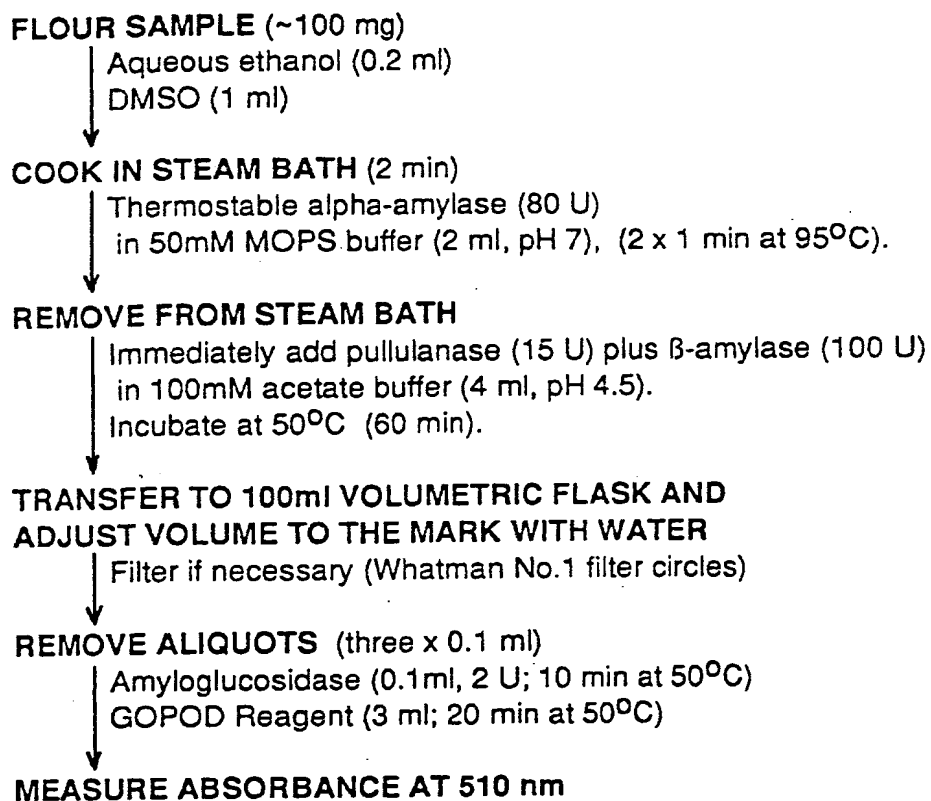 FLOUR SAMPLE (~100 mg)
Aqueous ethanol (0.2 ml)
DMSO (1 ml)
COOK IN STEAM BATH (2 min)
Thermostable alpha-amylase (80 U)
in 50mM MOPS buffer (2 ml, pH 7), (2 x 1 min at 95ºC).
REMOVE FROM STEAM BATH
Immediately add pullulanase (15 U) plus ß-amylase (100 U)
in 100mM acetate buffer (4 ml, pH 4.5).
Incubate at 50ºC (60 min).
TRANSFER TO 100ml VOLUMETRIC FLASK AND
ADJUST VOLUME TO THE MARK WITH WATER
Filter if necessary (Whatman No.1 filter circles)
REMOVE ALIQUOTS (three x 0.1 ml)
Amyloglucosidase (0.1ml, 2 U; 10 min at 50ºC)
GOPOD Reagent (3 ml; 20 min at 50ºC)
MEASURE ABSORBANCE AT 510 nm